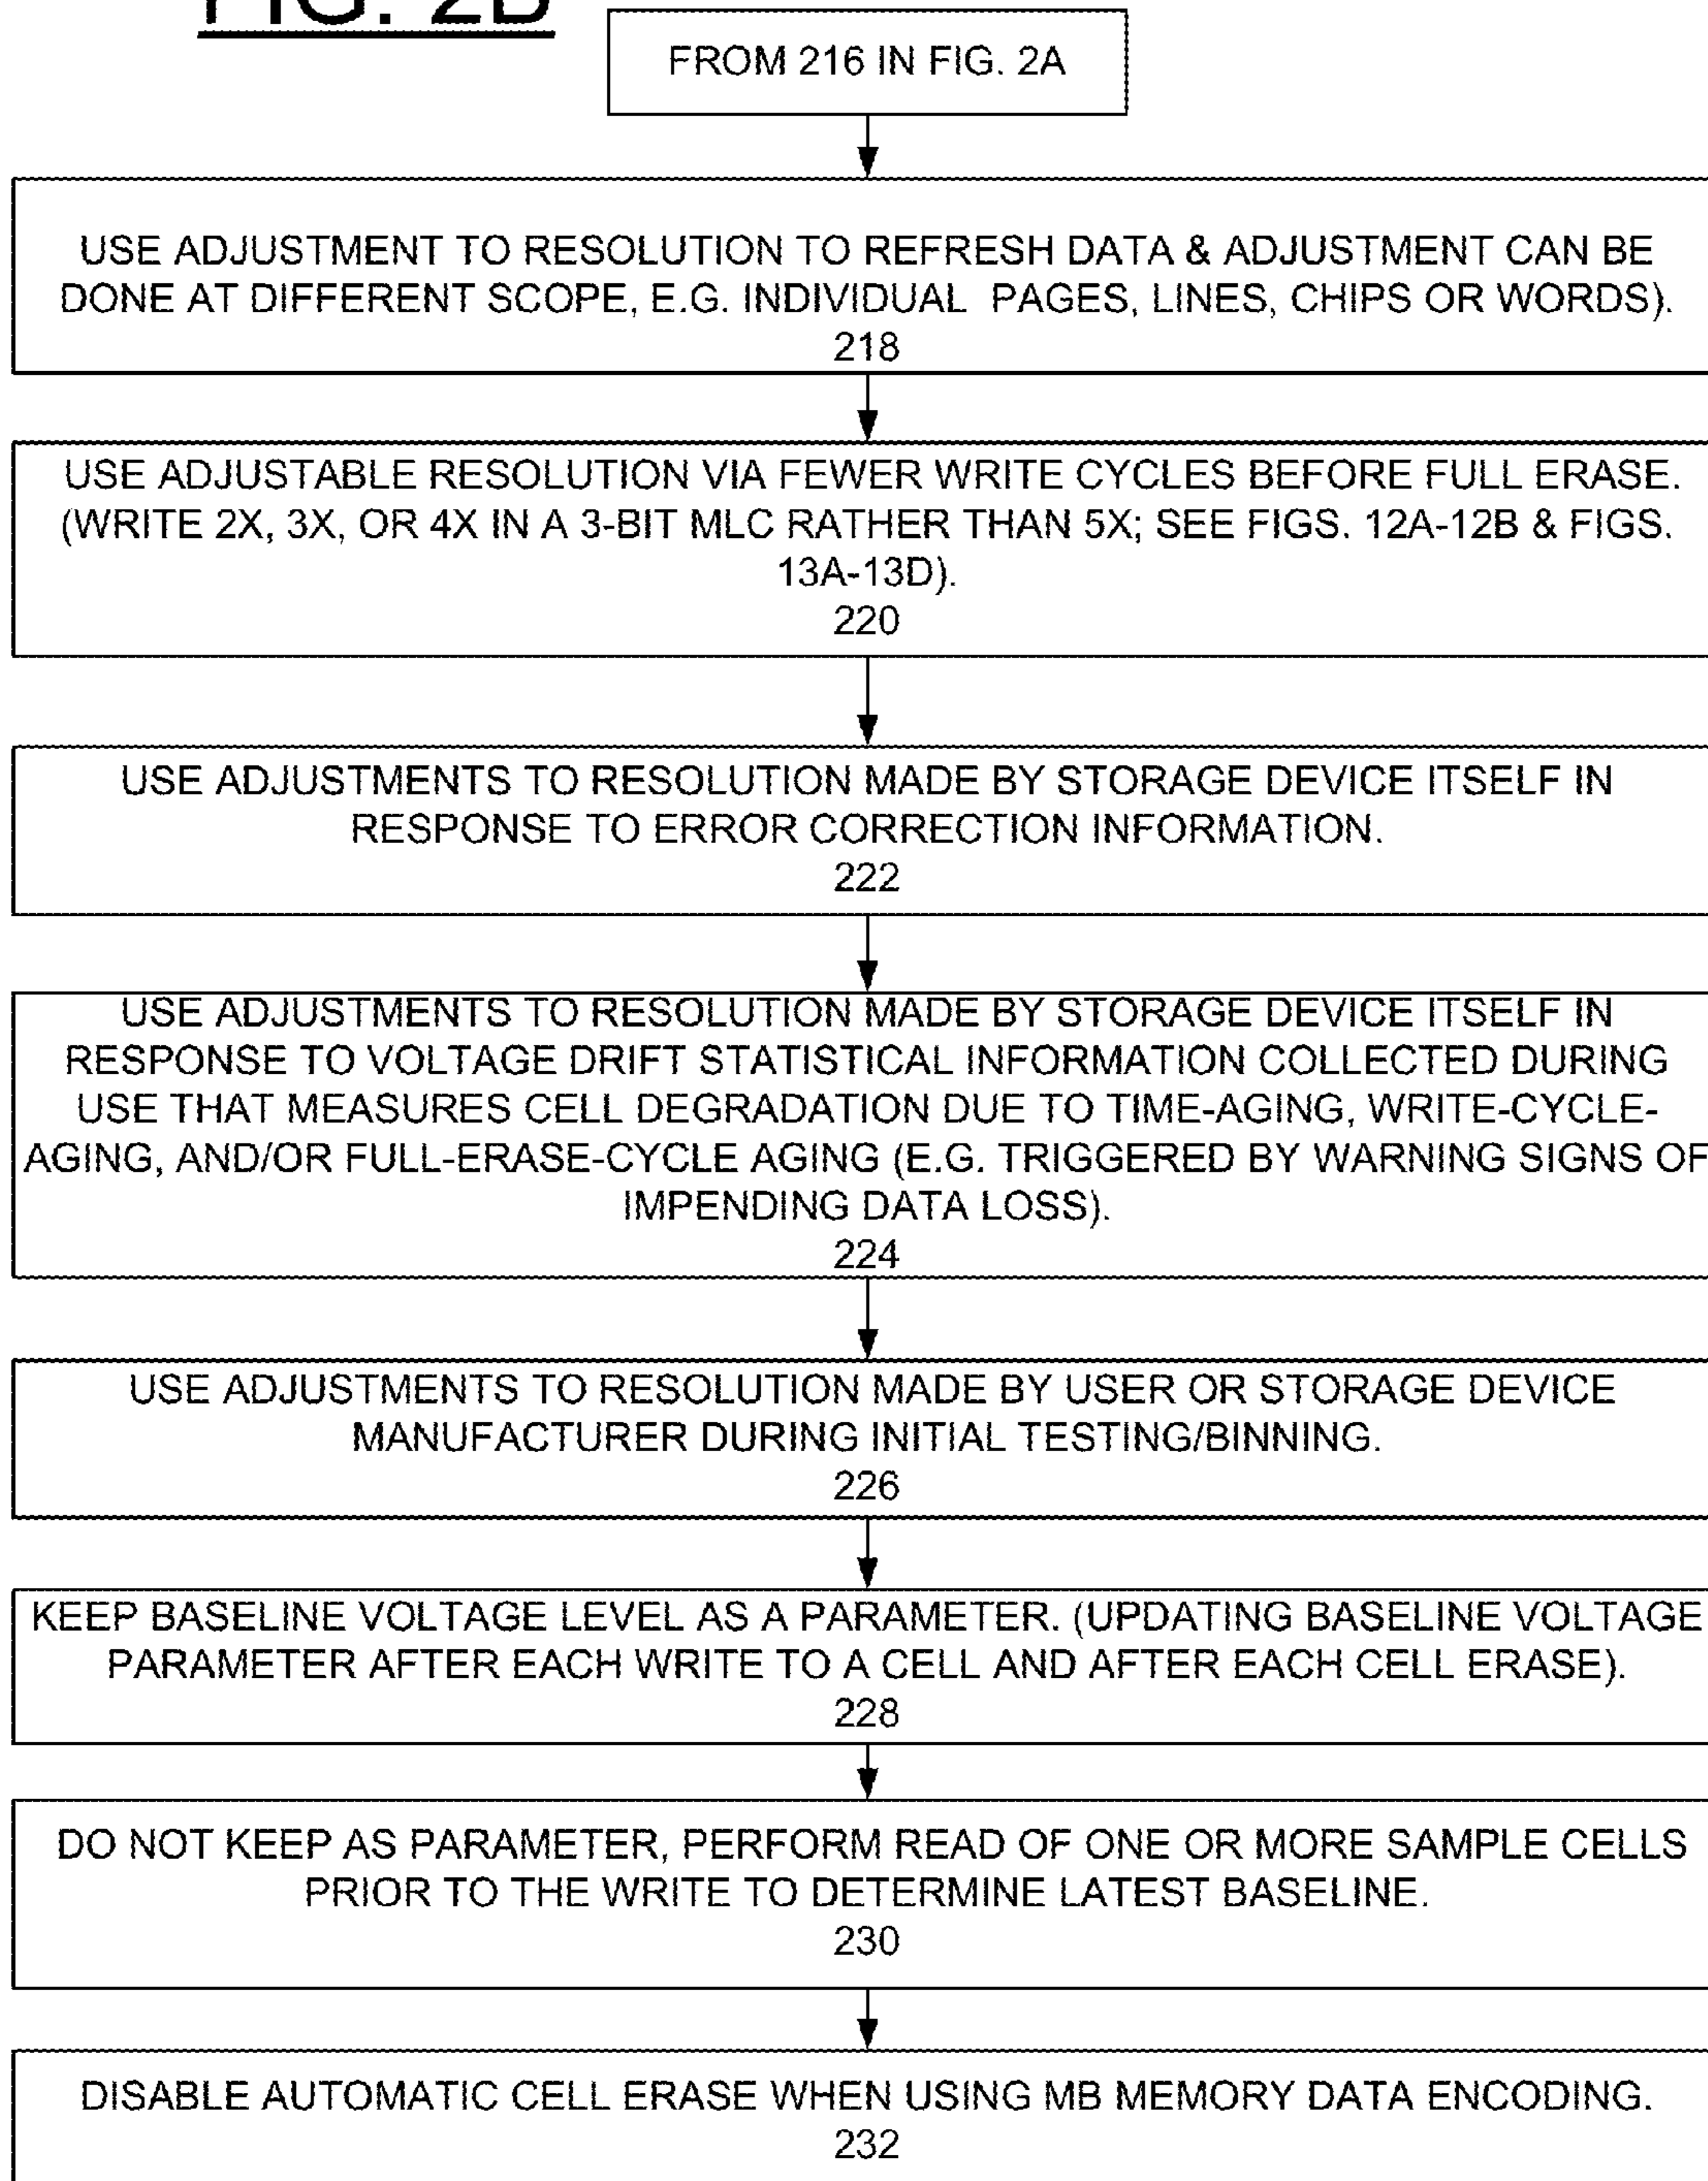 FIG. 2B
FROM 216 IN FIG. 2A
USE ADJUSTMENT TO RESOLUTION TO REFRESH DATA & ADJUSTMENT CAN BE
DONE AT DIFFERENT SCOPE, E.G. INDIVIDUAL PAGES, LINES, CHIPS OR WORDS).
218
USE ADJUSTABLE RESOLUTION VIA FEWER WRITE CYCLES BEFORE FULL ERASE.
(WRITE 2X, 3X, OR 4X IN A 3-BIT MLC RATHER THAN 5X; SEE FIGS. 12A-12B & FIGS.
13A-13D).
220
USE ADJUSTMENTS TO RESOLUTION MADE BY STORAGE DEVICE ITSELF IN
RESPONSE TO ERROR CORRECTION INFORMATION.
222
USE ADJUSTMENTS TO RESOLUTION MADE BY STORAGE DEVICE ITSELF IN
RESPONSE TO VOLTAGE DRIFT STATISTICAL INFORMATION COLLECTED DURING
USE THAT MEASURES CELL DEGRADATION DUE TO TIME-AGING, WRITE-CYCLE-
AGING, AND/OR FULL-ERASE-CYCLE AGING (E.G. TRIGGERED BY WARNING SIGNS OF
IMPENDING DATA LOSS).
224
USE ADJUSTMENTS TO RESOLUTION MADE BY USER OR STORAGE DEVICE
MANUFACTURER DURING INITIAL TESTING/BINNING.
226
KEEP BASELINE VOLTAGE LEVEL AS A PARAMETER. (UPDATING BASELINE VOLTAGE
PARAMETER AFTER EACH WRITE TO A CELL AND AFTER EACH CELL ERASE).
228
DO NOT KEEP AS PARAMETER, PERFORM READ OF ONE OR MORE SAMPLE CELLS
PRIOR TO THE WRITE TO DETERMINE LATEST BASELINE.
230
DISABLE AUTOMATIC CELL ERASE WHEN USING MB MEMORY DATA ENCODING.
232